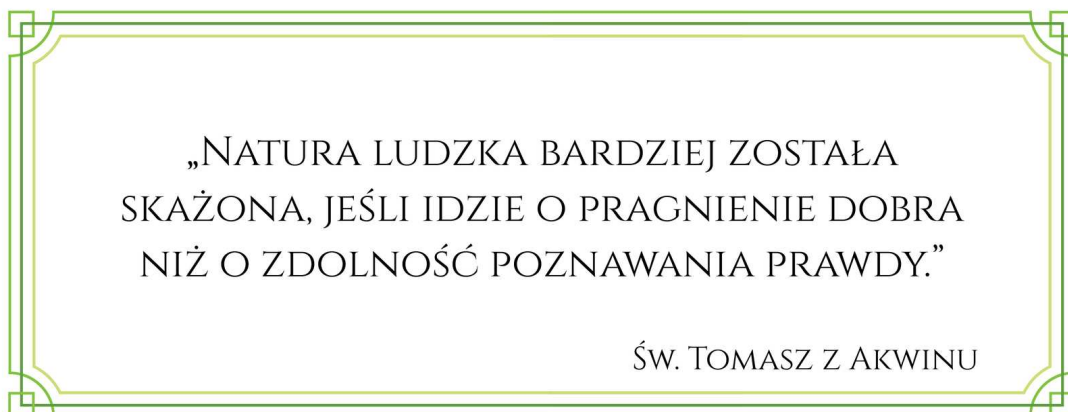 „Natura ludzka bardziej została
skażona, jeśli idzie o pragnienie dobra
niż o zdolność poznawania prawdy.”
Św. Tomasz z Akwinu